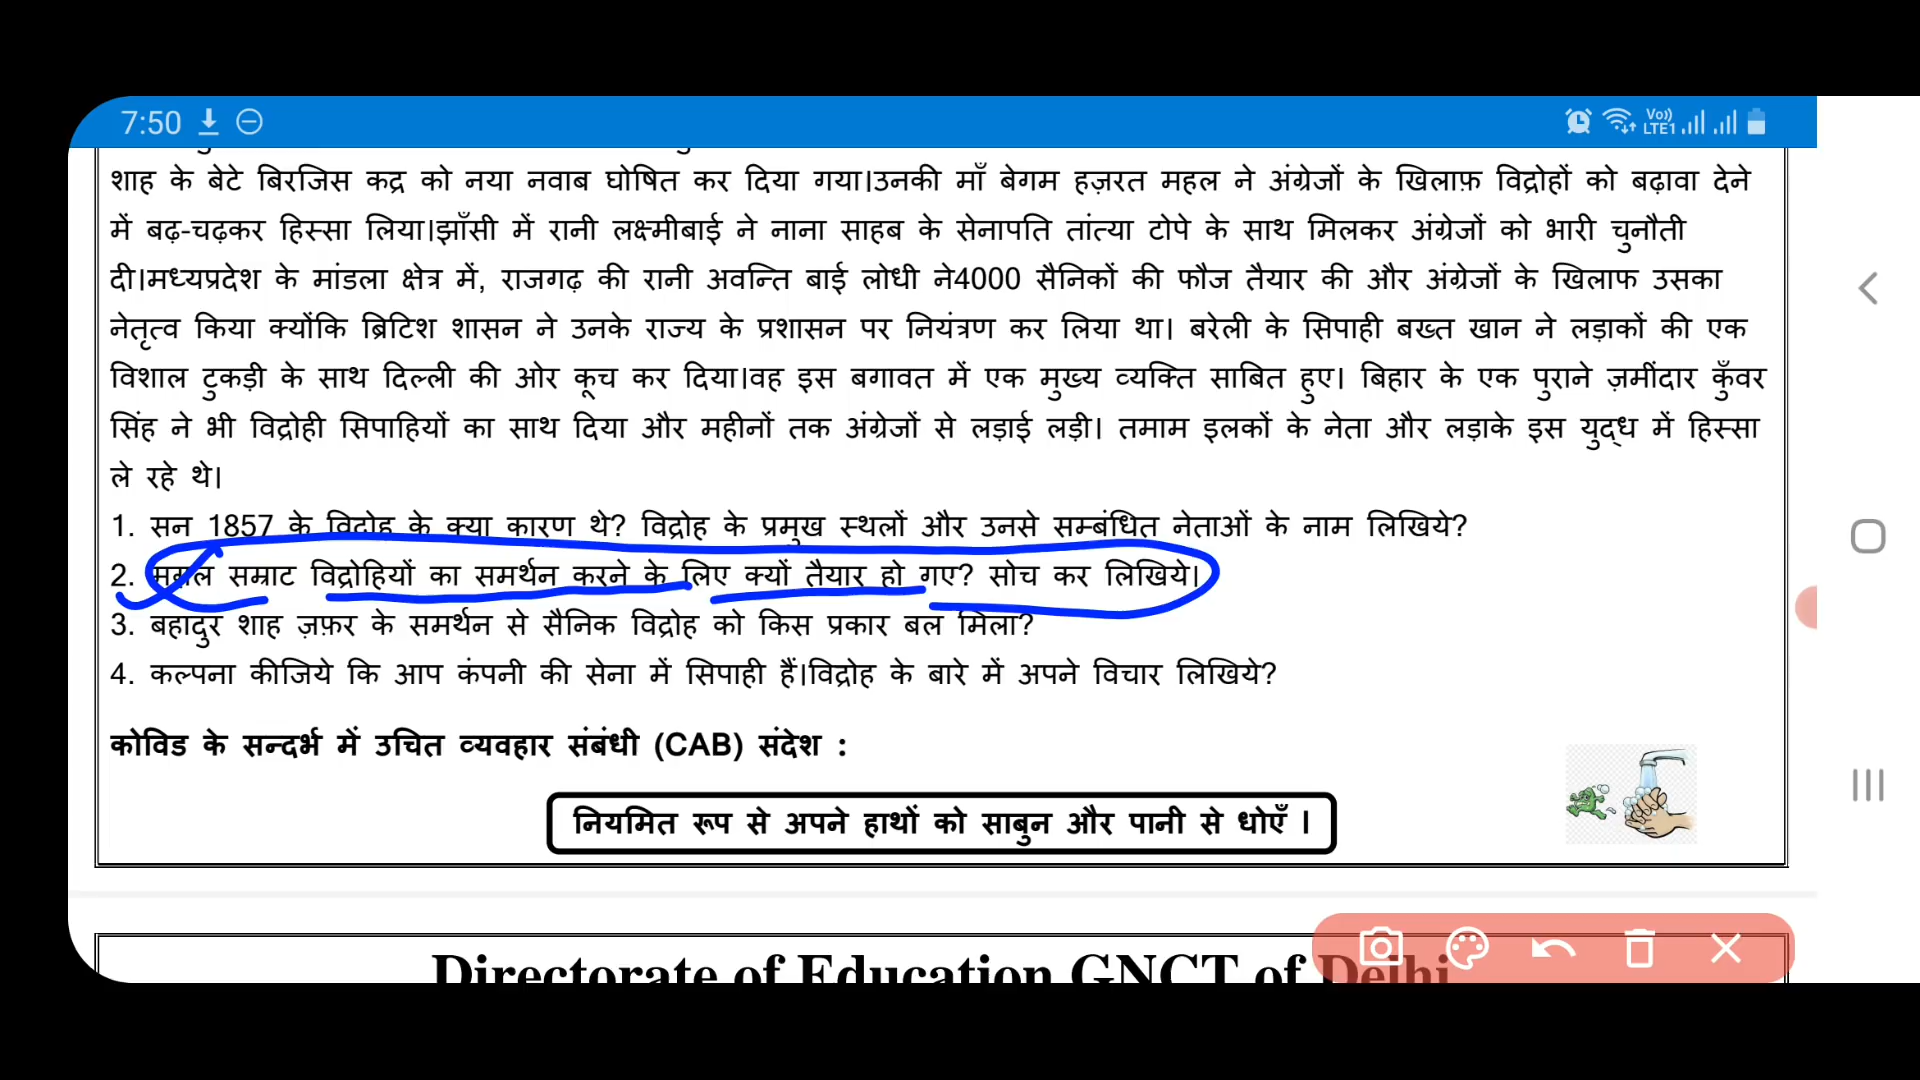 7:50
Vo)) LTE1
शाह के बेटे बिरजिस कद्र को नया नवाब घोषित कर दिया गया।उनकी माँ बेगम हज़रत महल ने अंग्रेजों के खिलाफ़ विद्रोहों को बढ़ावा देने
में बढ़-चढ़कर हिस्सा लिया।झाँसी में रानी लक्ष्मीबाई ने नाना साहब के सेनापति तांत्या टोपे के साथ मिलकर अंग्रेजों को भारी चुनौती
दी।मध्यप्रदेश के मांडला क्षेत्र में, राजगढ़ की रानी अवन्ति बाई लोधी ने4000 सैनिकों की फौज तैयार की और अंग्रेजों के खिलाफ उसका
नेतृत्व किया क्योंकि ब्रिटिश शासन ने उनके राज्य के प्रशासन पर नियंत्रण कर लिया था। बरेली के सिपाही बख्त खान ने लड़ाकों की एक
विशाल टुकड़ी के साथ दिल्ली की ओर कूच कर दिया।वह इस बगावत में एक मुख्य व्यक्ति साबित हुए। बिहार के एक पुराने ज़मींदार कुँवर
सिंह ने भी विद्रोही सिपाहियों का साथ दिया और महीनों तक अंग्रेजों से लड़ाई लड़ी। तमाम इलकों के नेता और लड़ाके इस युद्ध में हिस्सा
ले रहे थे।
1. सन 1857 के विद्रोह के क्या कारण थे? विद्रोह के प्रमुख स्थलों और उनसे सम्बंधित नेताओं के नाम लिखिये?
2. मुग़ल सम्राट विद्रोहियों का समर्थन करने के लिए क्यों तैयार हो गए? सोच कर लिखिये।
3. बहादुर शाह ज़फ़र के समर्थन से सैनिक विद्रोह को किस प्रकार बल मिला?
4. कल्पना कीजिये कि आप कंपनी की सेना में सिपाही हैं।विद्रोह के बारे में अपने विचार लिखिये?
कोविड के सन्दर्भ में उचित व्यवहार संबंधी (CAB) संदेश :
नियमित रूप से अपने हाथों को साबुन और पानी से धोएँ ।
Directorate of Education GNCT of Delhi